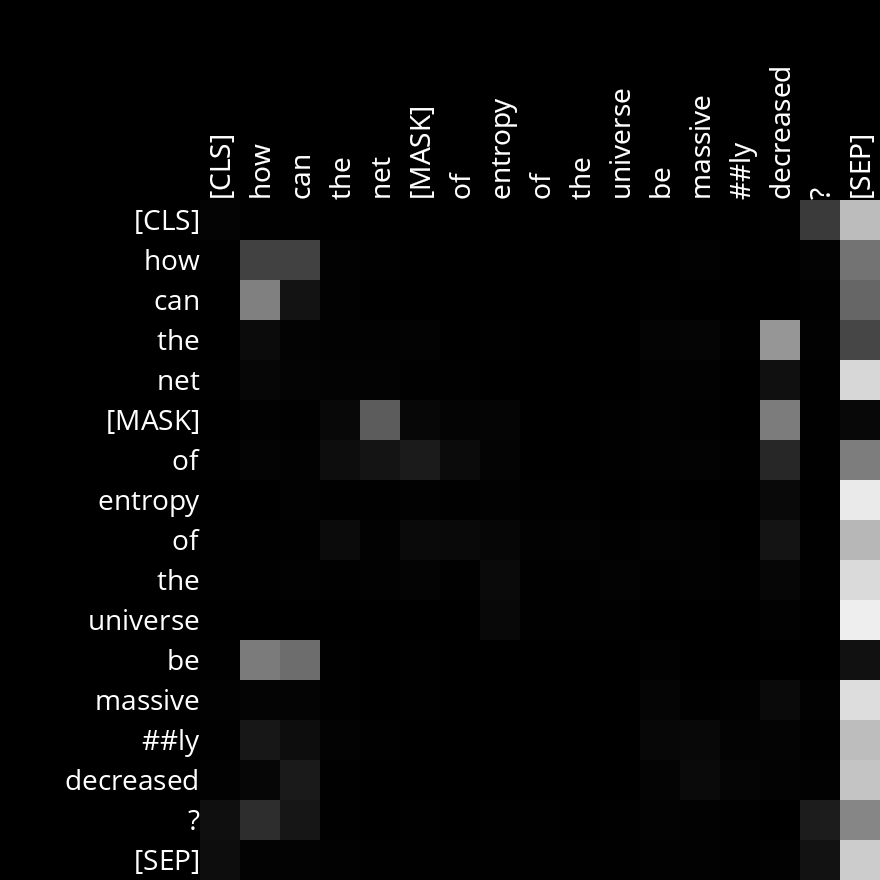 [CLS] how can the net [MASK] of entropy of the universe be massive ##ly decreased ? [SEP]
[CLS]
how
can
the
net
[MASK]
of
entropy
of
the
universe
be
massive
##ly
decreased
?
[SEP]